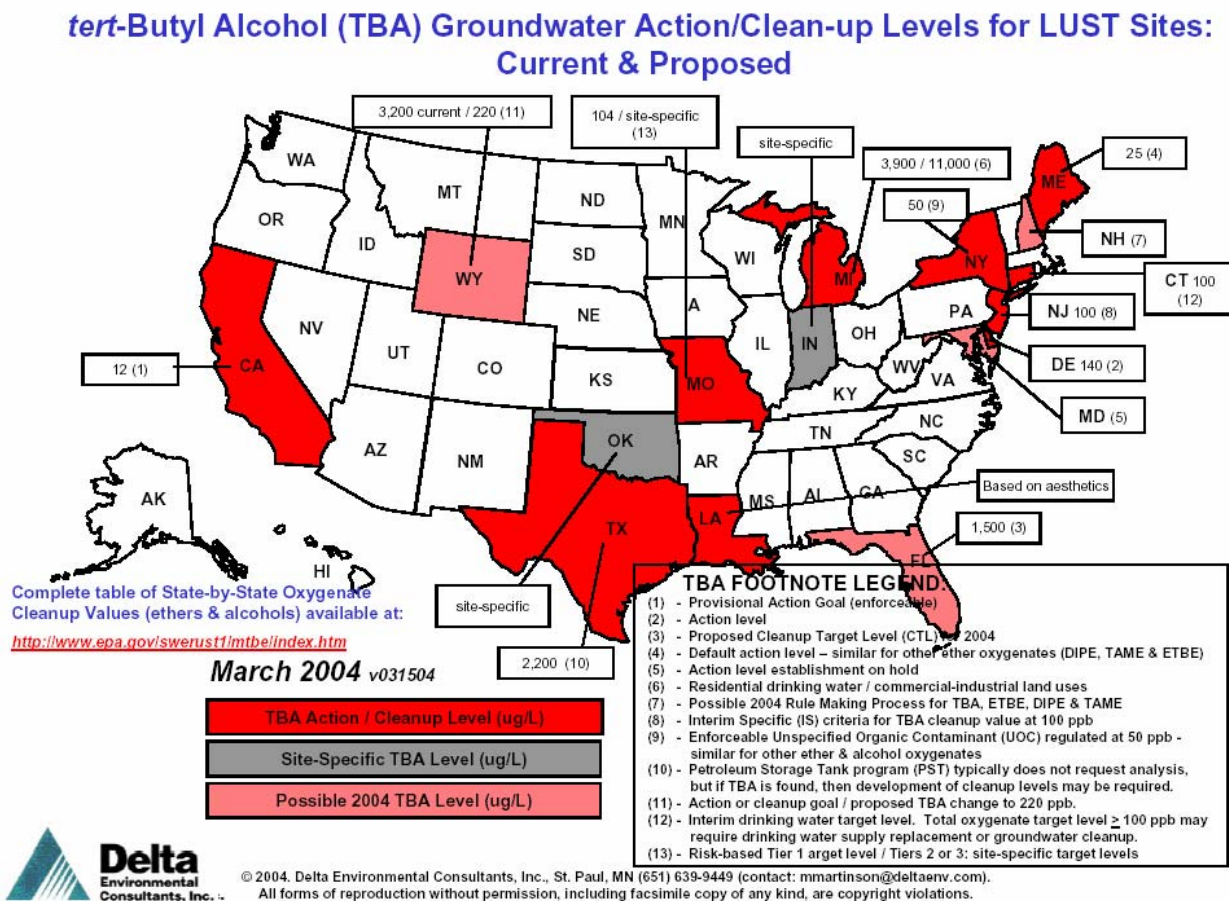 tert-Butyl Alcohol (TBA) Groundwater Action/Clean-up Levels for LUST Sites:
Current & Proposed
3,200 current / 220 (11)
104 / site-specific
(13)
site-specific
3,900 / 11,000 (6)
25 (4)
50 (9)
NH (7)
CT 100
(12)
NJ 100 (8)
DE 140 (2)
MD (5)
12 (1)
Based on aesthetics
1,500 (3)
site-specific
2,200 (10)
WA
MT
ND
MN
ME
OR
ID
SD
WI
MI
NY
WY
NE
IA
PA
NV
UT
CO
IL
IN
OH
CA
KS
MO
WV
VA
KY
AZ
NM
OK
AR
TN
NC
SC
AK
TX
LA
MS
AL
GA
HI
FL
Complete table of State-by-State Oxygenate
Cleanup Values (ethers & alcohols) available at:
http://www.epa.gov/swerust1/mtbe/index.htm
March 2004 v031504
TBA Action / Cleanup Level (ug/L)
Site-Specific TBA Level (ug/L)
Possible 2004 TBA Level (ug/L)
TBA FOOTNOTE LEGEND:
(1) - Provisional Action Goal (enforceable)
(2) - Action level
(3) - Proposed Cleanup Target Level (CTL) for 2004
(4) - Default action level – similar for other ether oxygenates (DIPE, TAME & ETBE)
(5) - Action level establishment on hold
(6) - Residential drinking water / commercial-industrial land uses
(7) - Possible 2004 Rule Making Process for TBA, ETBE, DIPE & TAME
(8) - Interim Specific (IS) criteria for TBA cleanup value at 100 ppb
(9) - Enforceable Unspecified Organic Contaminant (UOC) regulated at 50 ppb -
similar for other ether & alcohol oxygenates
(10) - Petroleum Storage Tank program (PST) typically does not request analysis,
but if TBA is found, then development of cleanup levels may be required.
(11) - Action or cleanup goal / proposed TBA change to 220 ppb.
(12) - Interim drinking water target level. Total oxygenate target level ≥ 100 ppb may
require drinking water supply replacement or groundwater cleanup.
(13) - Risk-based Tier 1 arget level / Tiers 2 or 3: site-specific target levels
Delta
Environmental
Consultants, Inc.
© 2004. Delta Environmental Consultants, Inc., St. Paul, MN (651) 639-9449 (contact: mmartinson@deltaenv.com).
All forms of reproduction without permission, including facsimile copy of any kind, are copyright violations.